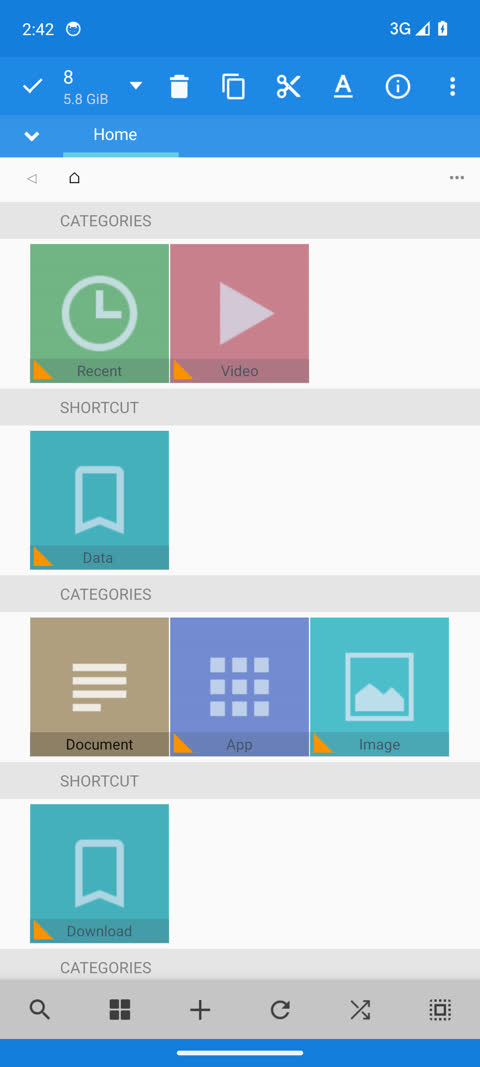 2:42
3G
8
5.8 GiB
A
Home
CATEGORIES
Recent
Video
SHORTCUT
Data
CATEGORIES
Document
App
Image
SHORTCUT
Download
CATEGORIES